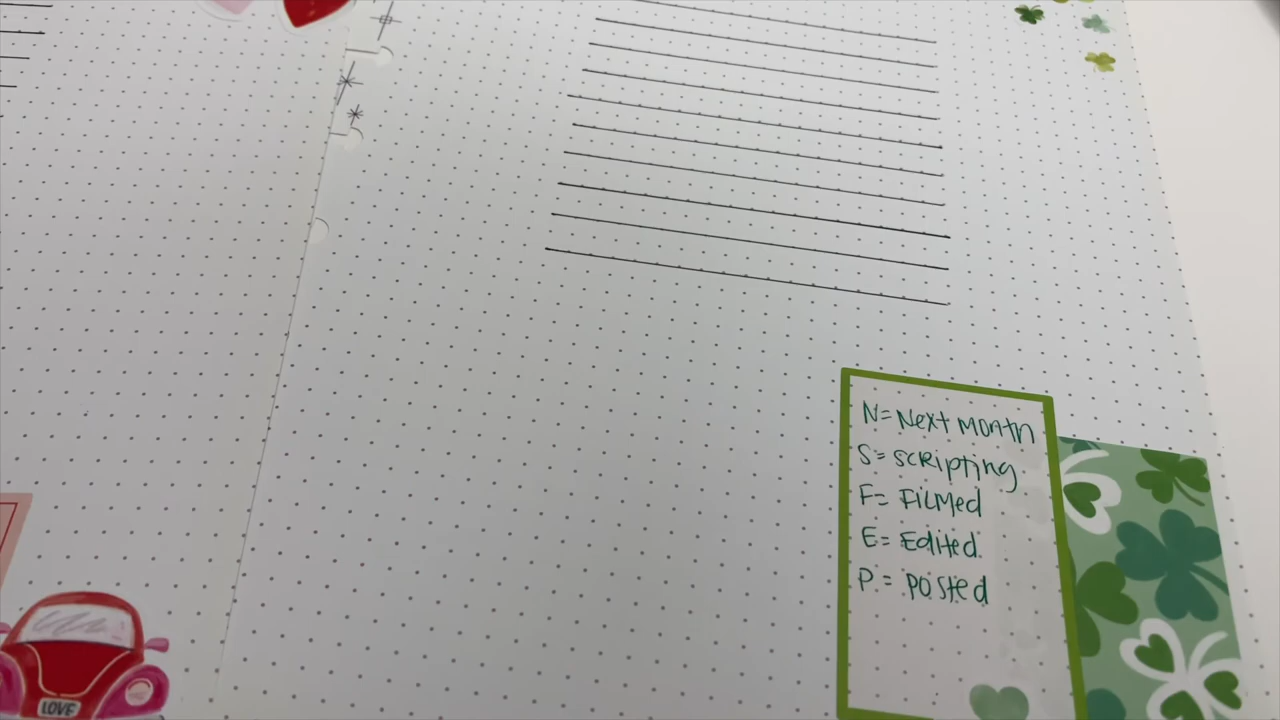 N= Next Month
S= Scripting
F= Filmed
E= Edited.
P = posted
LOVE